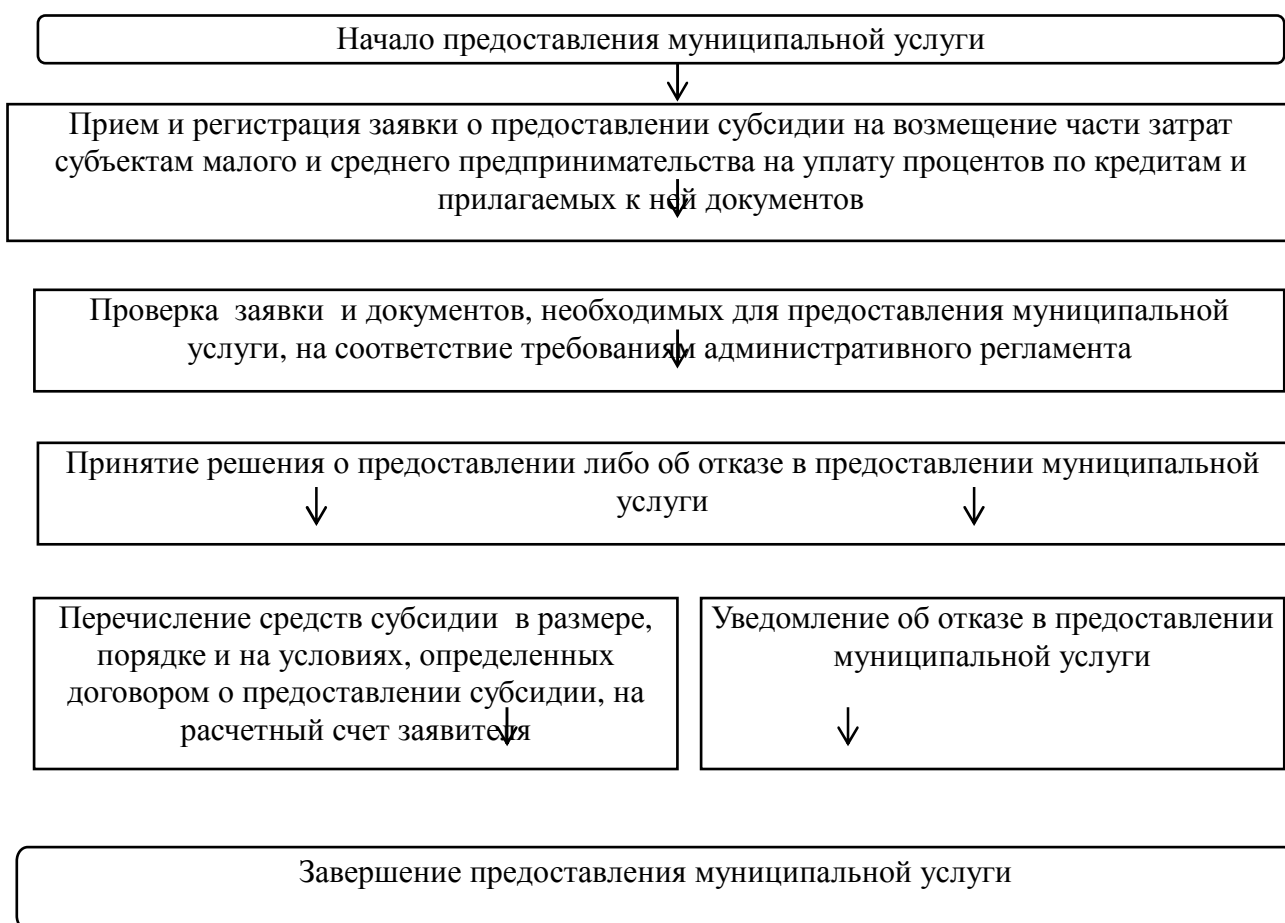 Начало предоставления муниципальной услуги
Прием и регистрация заявки о предоставлении субсидии на возмещение части затрат
субъектам малого и среднего предпринимательства на уплату процентов по кредитам и
прилагаемых к ней документов
Проверка заявки и документов, необходимых для предоставления муниципальной
услуги, на соответствие требованиям административного регламента
Принятие решения о предоставлении либо об отказе в предоставлении муниципальной
услуги
Перечисление средств субсидии в размере,
порядке и на условиях, определенных
договором о предоставлении субсидии, на
расчетный счет заявителя
Уведомление об отказе в предоставлении
муниципальной услуги
Завершение предоставления муниципальной услуги